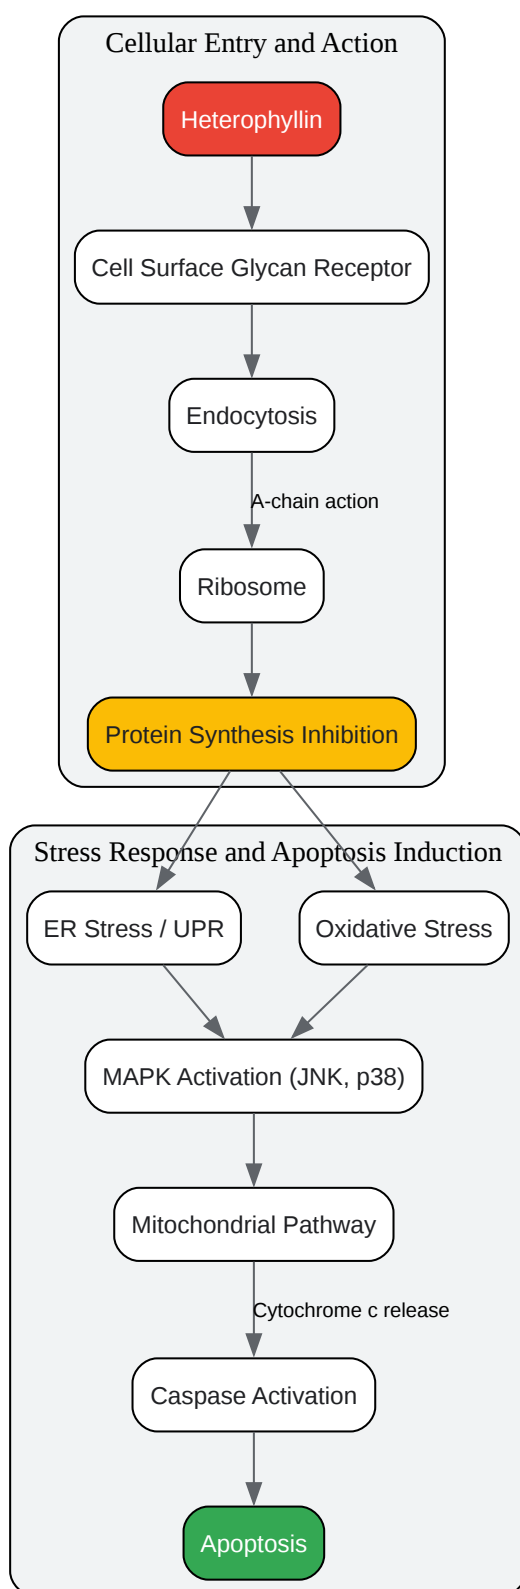 Cellular Entry and Action
Heterophyllin
Cell Surface Glycan Receptor
Endocytosis
A-chain action
Ribosome
Protein Synthesis Inhibition
Stress Response and Apoptosis Induction
ER Stress / UPR
Oxidative Stress
MAPK Activation (JNK, p38)
Mitochondrial Pathway
Cytochrome c release
Caspase Activation
Apoptosis